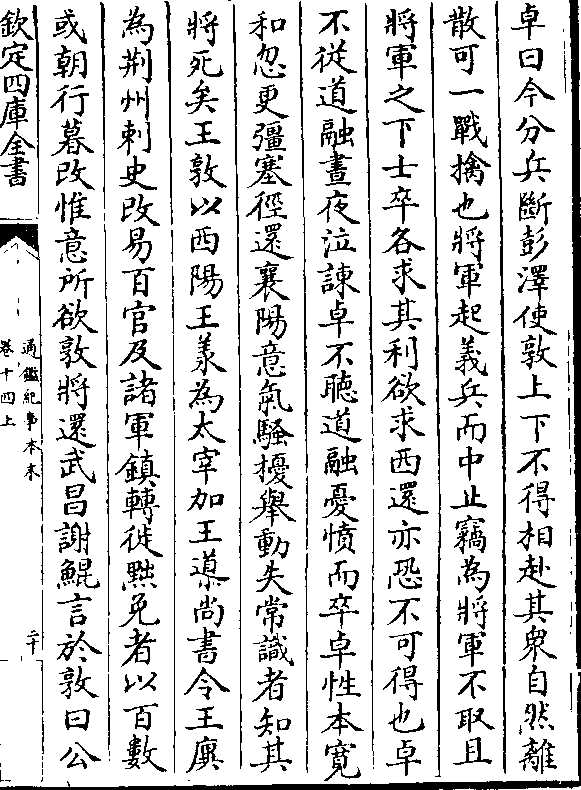 卓曰今分兵斷彭澤使敦上下不得相赴其衆自然離
散可一戰擒也將軍起義兵而中止竊為將軍不取且
將軍之下士卒各求其利欲求西還亦恐不可得也卓
不從道融晝夜泣諫卓不聽道融憂憤而卒卓性本寛
和忽更彊塞徑還襄陽意氣騷擾舉動失常識者知其
將死矣王敦以西陽王羕為太宰加王導尚書令王廙
為荆州刺史改易百官及諸軍鎮轉徙黜免者以百數
或朝行暮改惟意所欲敦將還武昌謝鯤言於敦曰公
欽定四庫全書
通鑑紀事本末
卷十四上
二十